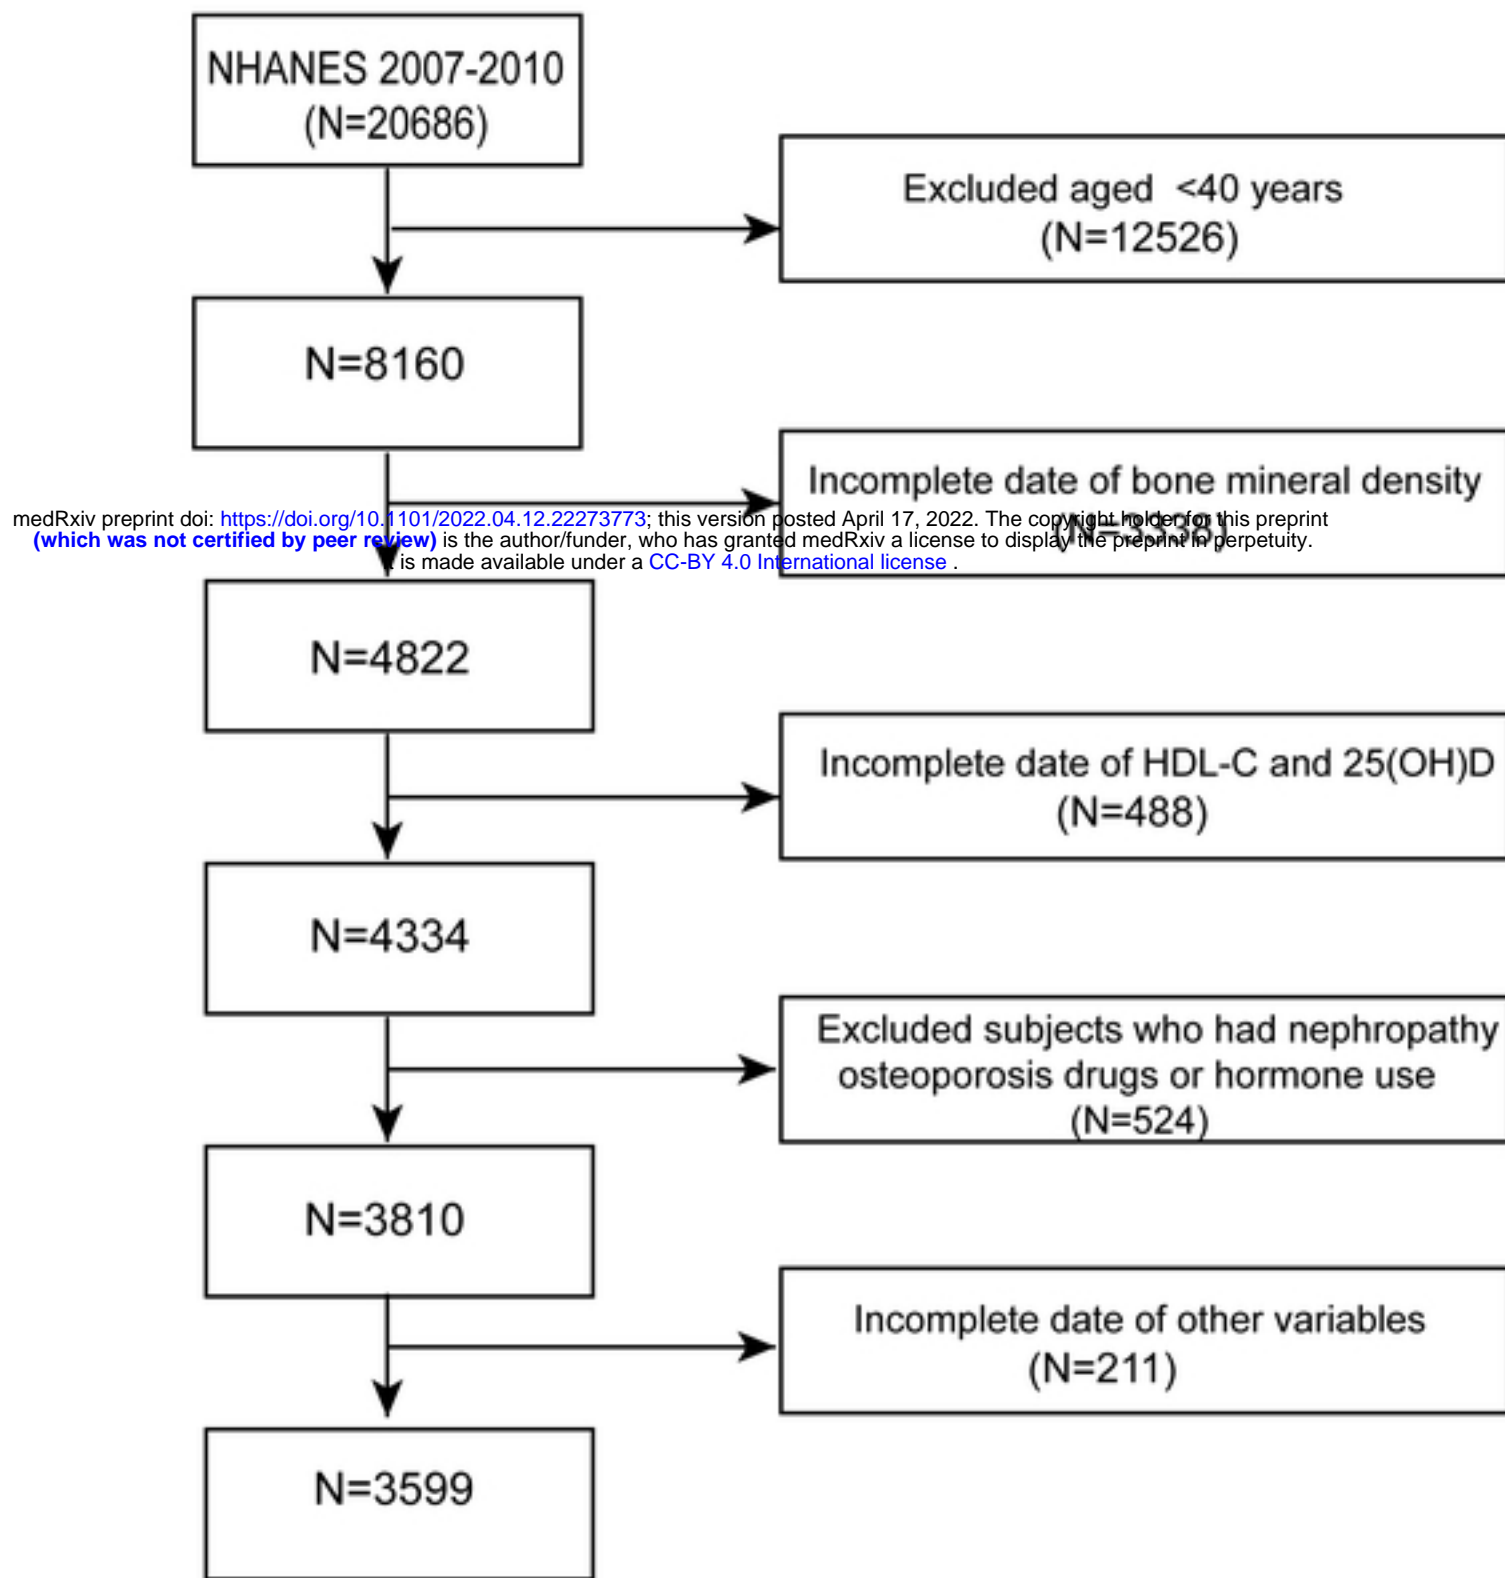 NHANES 2007-2010
(N=20686)
Excluded aged <40 years
(N=12526)
N=8160
Incomplete date of bone mineral density
(N=3338)
medRxiv preprint doi: https://doi.org/10.1101/2022.04.12.22273773; this version posted April 17, 2022. The copyright holder for this preprint
(which was not certified by peer review) is the author/funder, who has granted medRxiv a license to display the preprint in perpetuity.
It is made available under a CC-BY 4.0 International license .
N=4822
Incomplete date of HDL-C and 25(OH)D
(N=488)
N=4334
Excluded subjects who had nephropathy
osteoporosis drugs or hormone use
(N=524)
N=3810
Incomplete date of other variables
(N=211)
N=3599